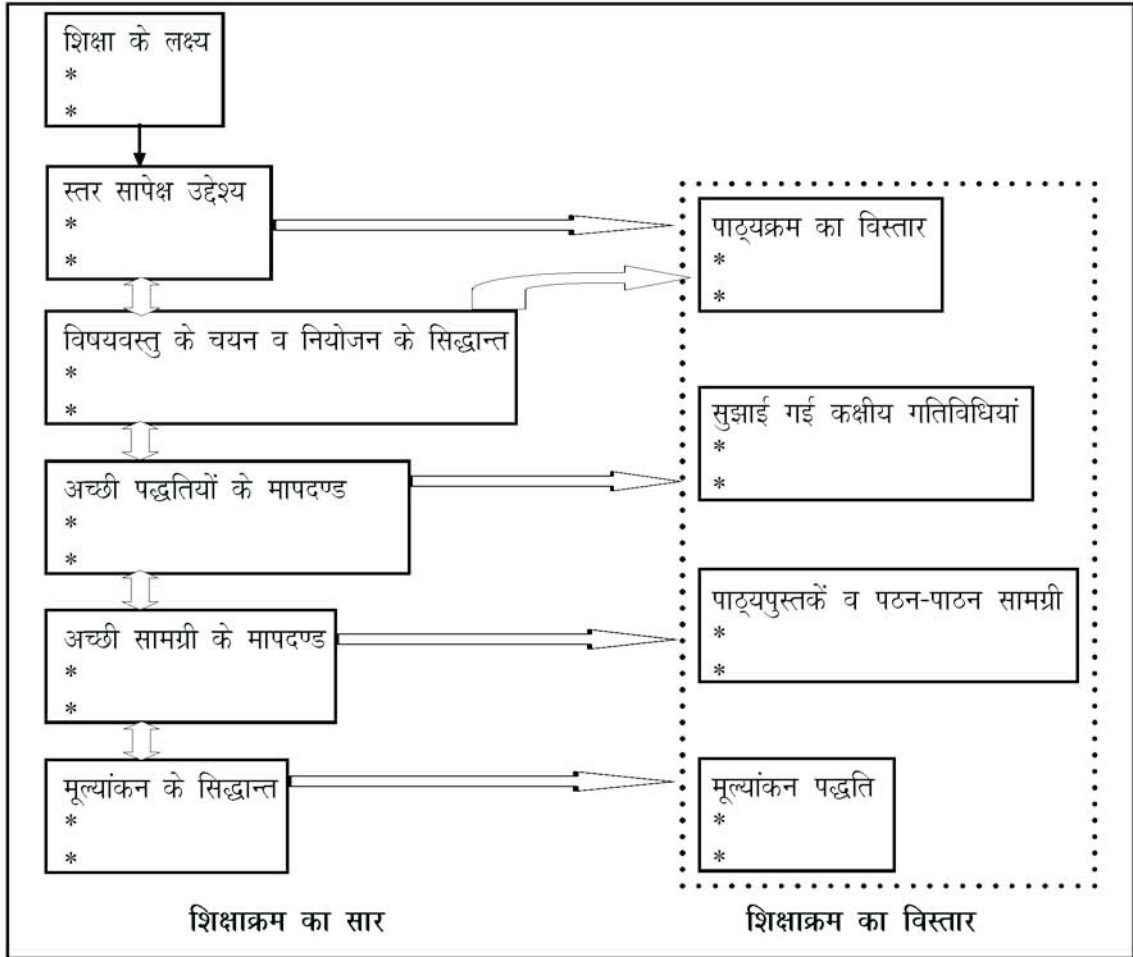 शिक्षा के लक्ष्य
*
*
स्तर सापेक्ष उद्देश्य
*
*
विषयवस्तु के चयन व नियोजन के सिद्धान्त
*
*
अच्छी पद्धतियों के मापदण्ड
*
*
अच्छी सामग्री के मापदण्ड
*
*
मूल्यांकन के सिद्धान्त
*
*
शिक्षाक्रम का सार
पाठ्यक्रम का विस्तार
*
*
सुझाई गई कक्षीय गतिविधियां
*
*
पाठ्यपुस्तकें व पठन-पाठन सामग्री
*
*
मूल्यांकन पद्धति
*
*
शिक्षाक्रम का विस्तार